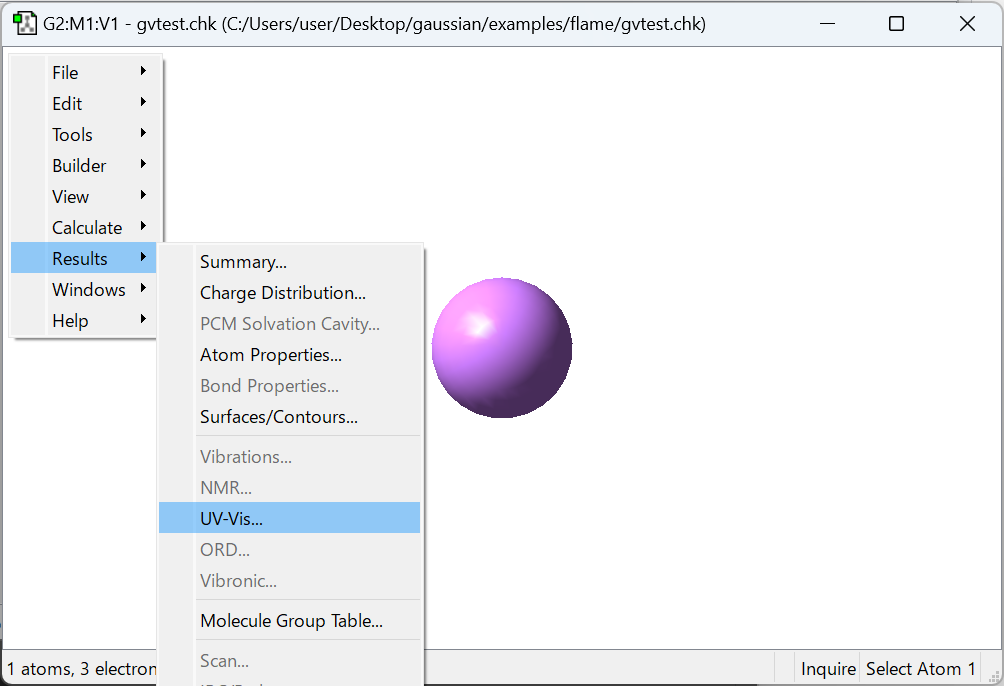 G2:M1:V1 - gvtest.chk (C:/Users/user/Desktop/gaussian/examples/flame/gvtest.chk)
File
Edit
Tools
Builder
View
Calculate
Results
Windows
Help
Summary...
Charge Distribution...
PCM Solvation Cavity...
Atom Properties...
Bond Properties...
Surfaces/Contours...
Vibrations...
NMR...
UV-Vis...
ORD...
Vibronic...
Molecule Group Table...
Scan...
1 atoms, 3 electron
Inquire
Select Atom 1